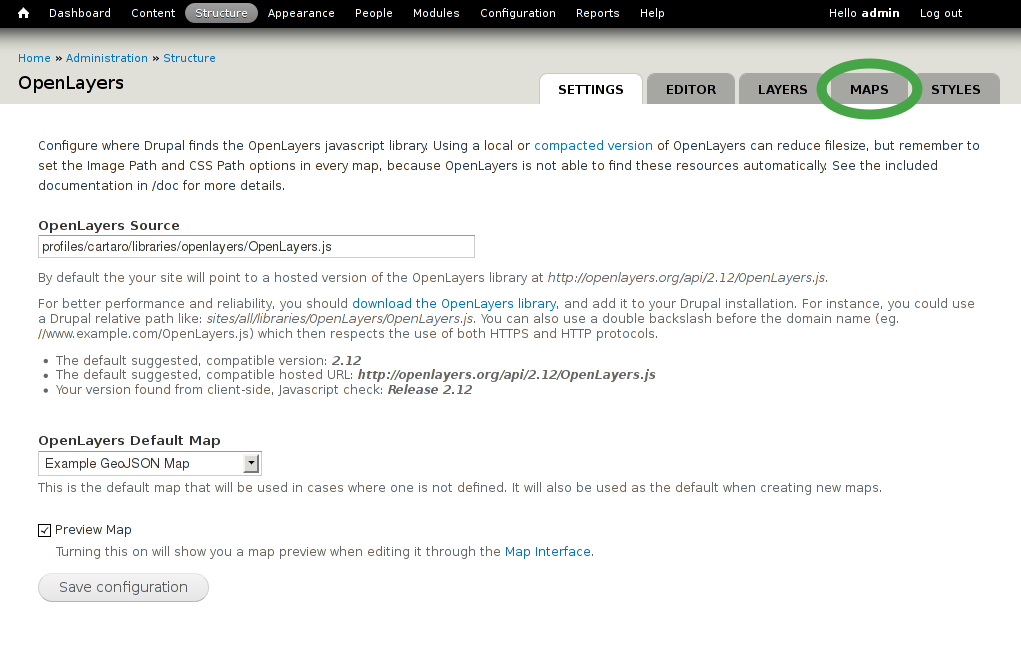 Dashboard Content Structure Appearance People Modules Configuration Reports Help Hello admin Log out
Home » Administration » Structure
OpenLayers
SETTINGS EDITOR LAYERS MAPS STYLES
Configure where Drupal finds the OpenLayers javascript library. Using a local or compacted version of OpenLayers can reduce filesize, but remember to
set the Image Path and CSS Path options in every map, because OpenLayers is not able to find these resources automatically. See the included
documentation in /doc for more details.
OpenLayers Source
profiles/cartaro/libraries/openlayers/OpenLayers.js
By default the your site will point to a hosted version of the OpenLayers library at http://openlayers.org/api/2.12/OpenLayers.js.
For better performance and reliability, you should download the OpenLayers library, and add it to your Drupal installation. For instance, you could use
a Drupal relative path like: sites/all/libraries/OpenLayers/OpenLayers.js. You can also use a double backslash before the domain name (eg.
//www.example.com/OpenLayers.js) which then respects the use of both HTTPS and HTTP protocols.
• The default suggested, compatible version: 2.12
• The default suggested, compatible hosted URL: http://openlayers.org/api/2.12/OpenLayers.js
• Your version found from client-side, Javascript check: Release 2.12
OpenLayers Default Map
Example GeoJSON Map
This is the default map that will be used in cases where one is not defined. It will also be used as the default when creating new maps.
Preview Map
Turning this on will show you a map preview when editing it through the Map Interface.
Save configuration